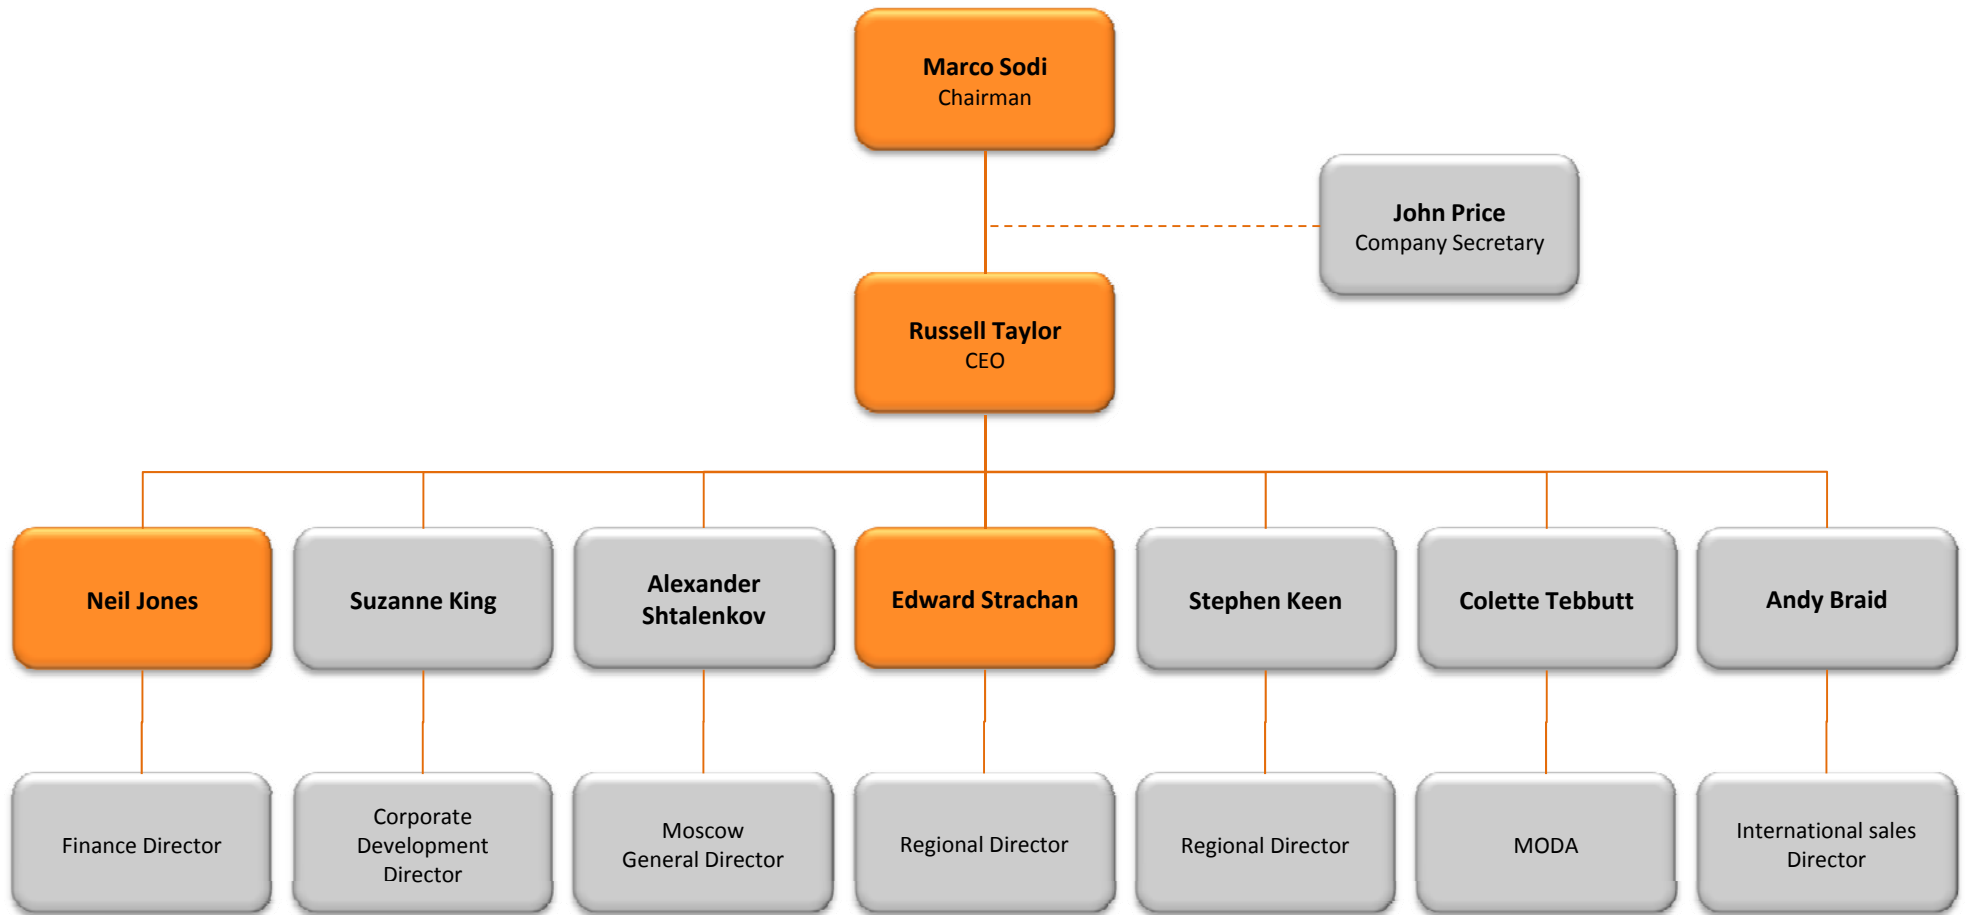 Marco Sodi
Chairman
John Price
Company Secretary
Russell Taylor
CEO
Neil Jones
Suzanne King
Alexander
Shtalenkov
Edward Strachan
Stephen Keen
Colette Tebbutt
Andy Braid
Finance Director
Corporate
Development
Director
Moscow
General Director
Regional Director
Regional Director
MODA
International sales
Director